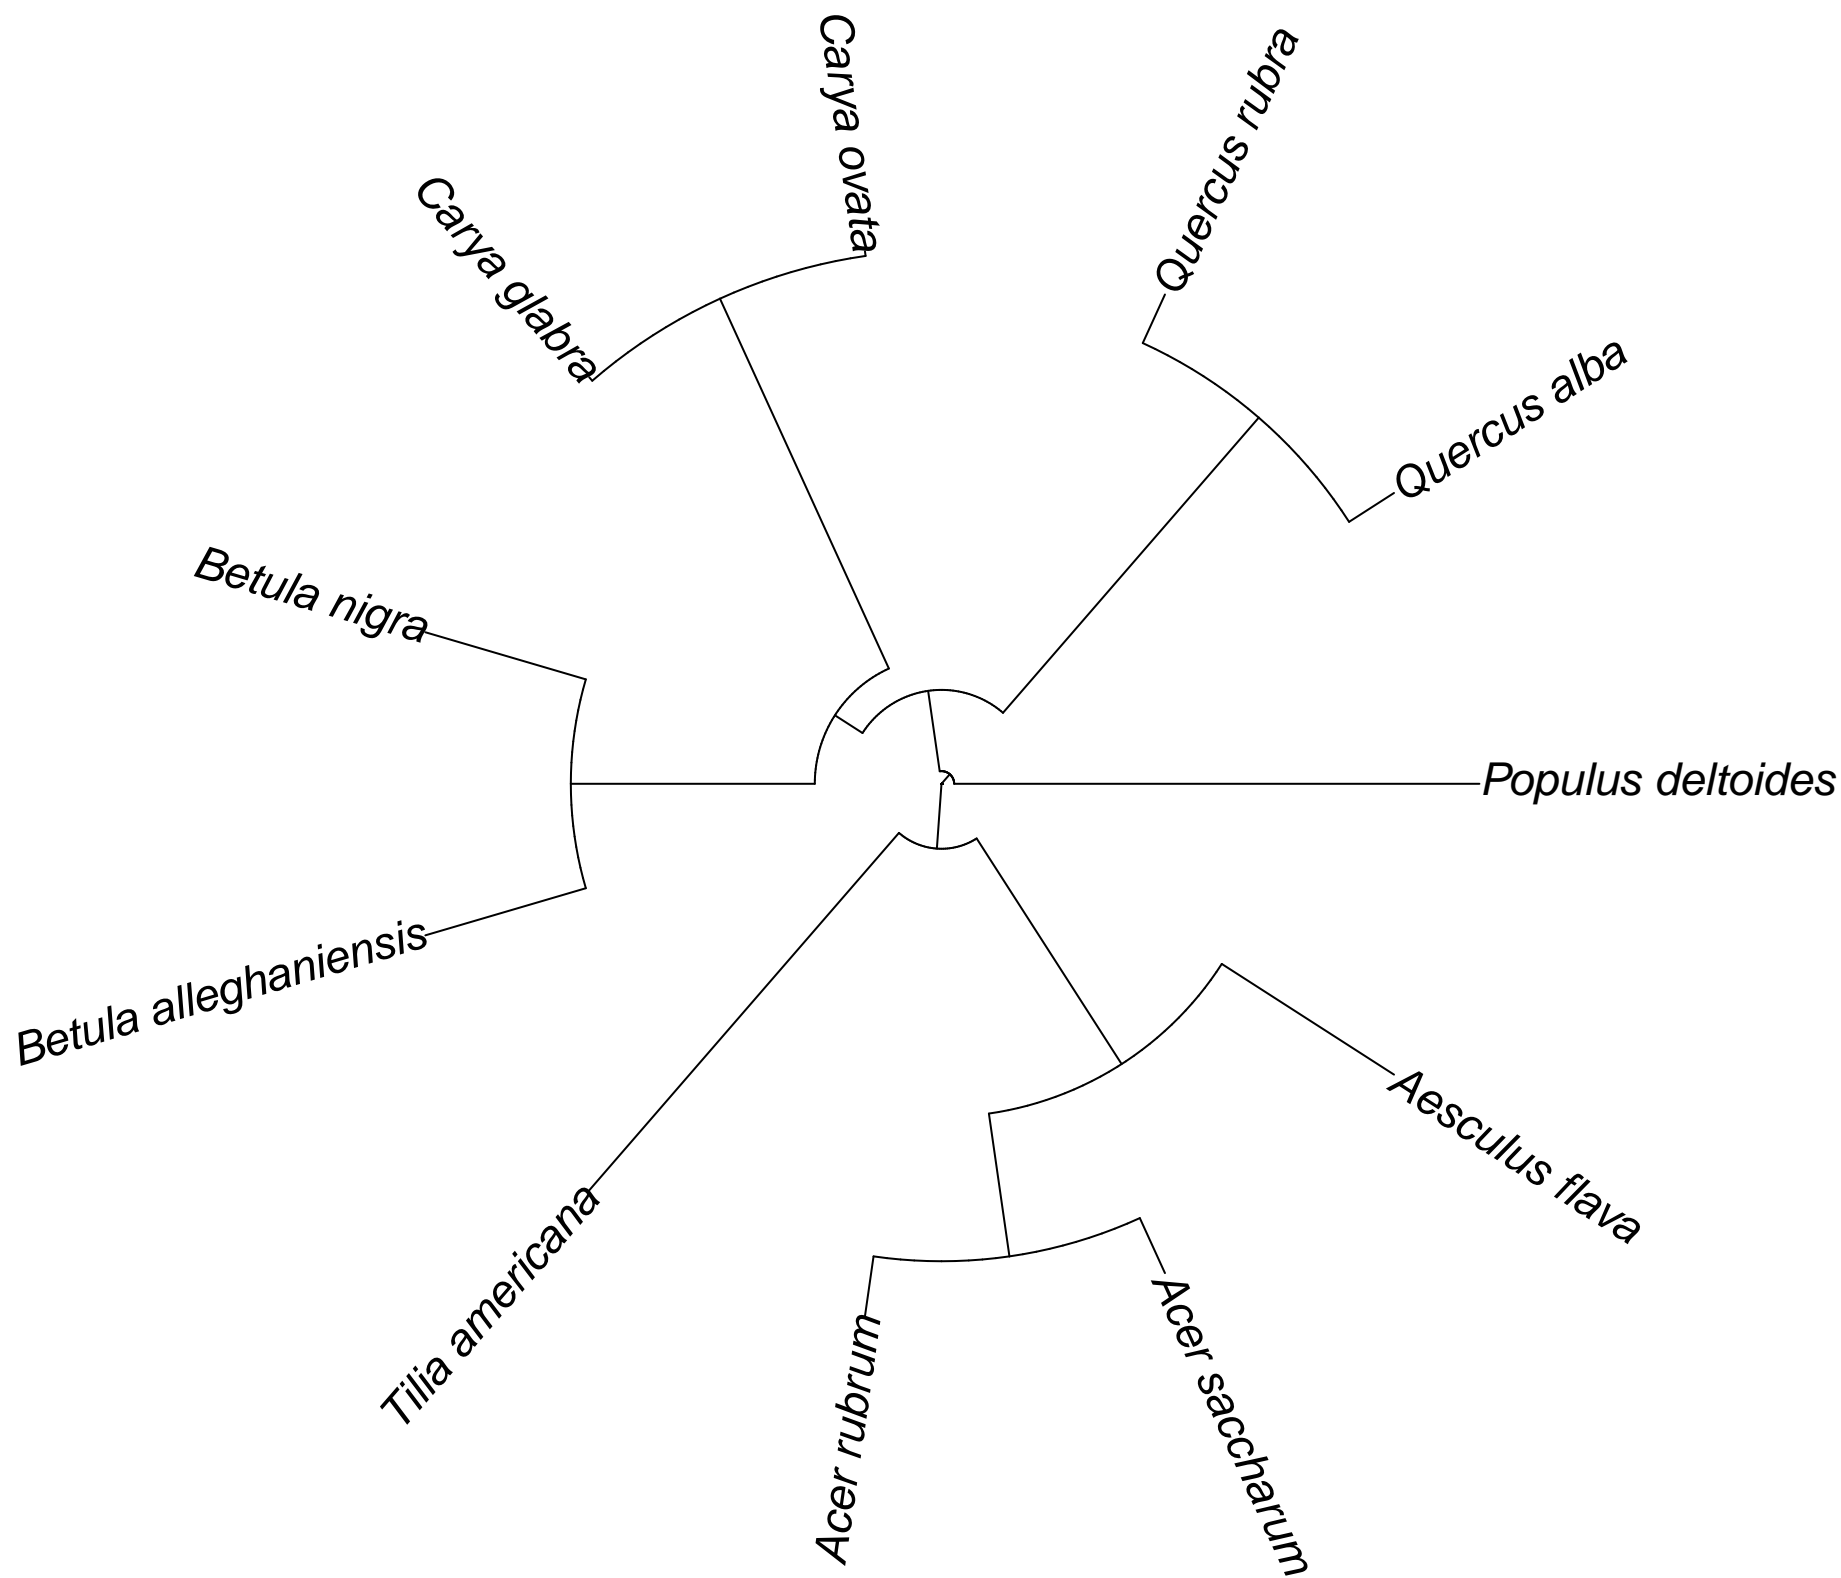 Carya ovata
Quercus rubra
Carya glabra
Quercus alba
Betula nigra
Populus deltoides
Betula alleghaniensis
Aesculus flava
Tilia americana
Acer rubrum
Acer saccharum